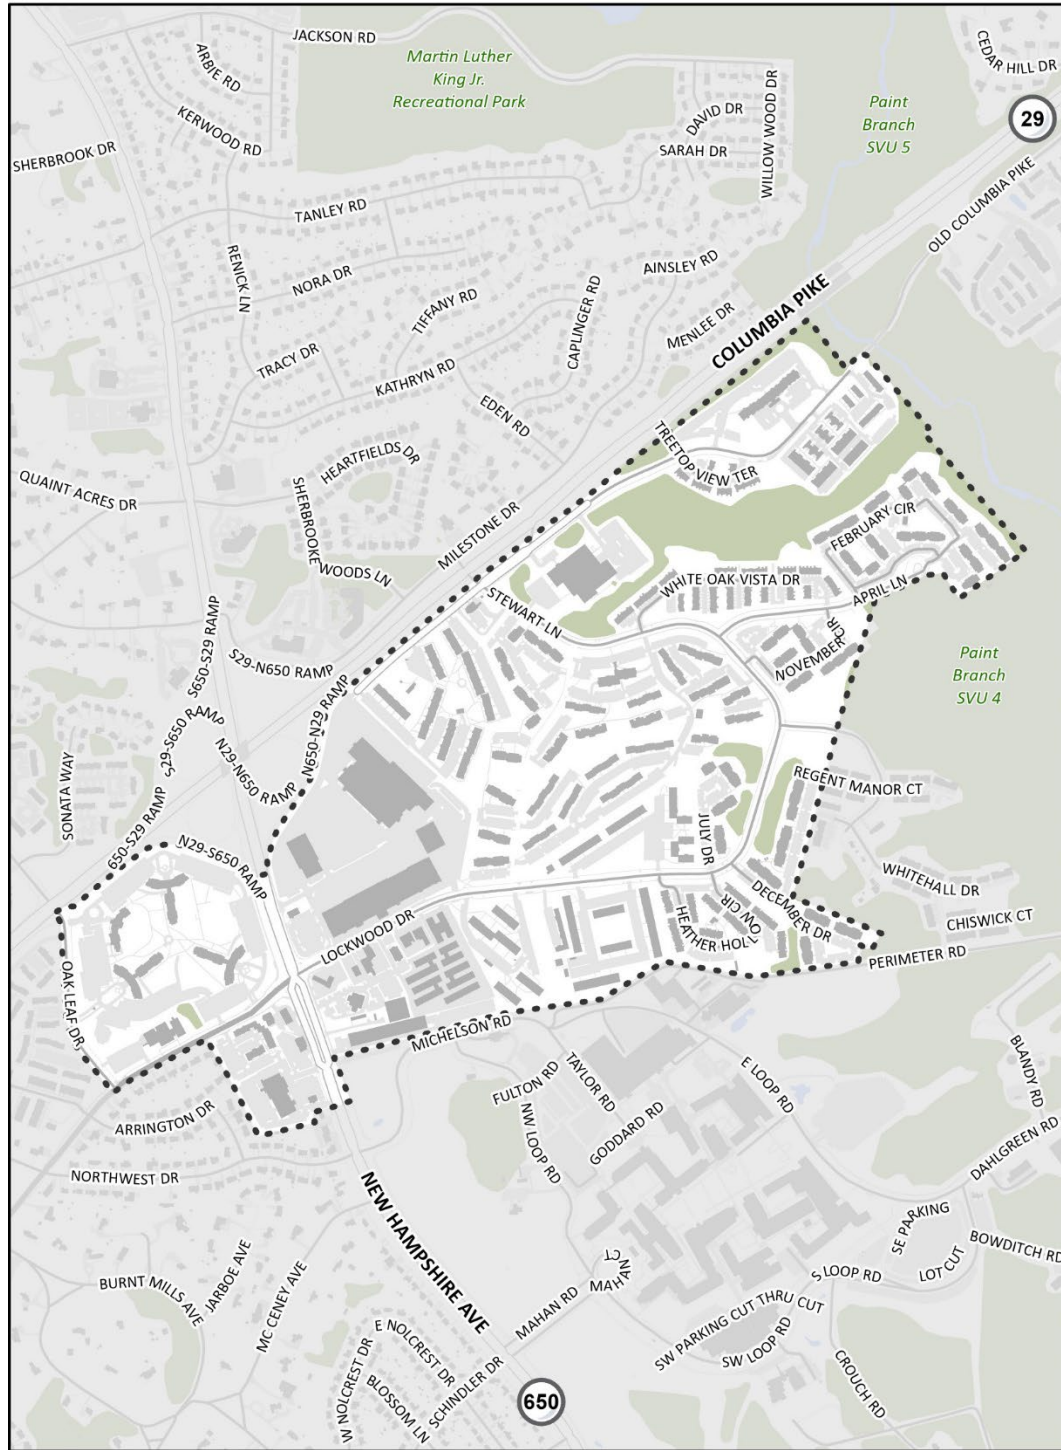 JACKSON RD
ARBIE RD
Martin Luther
King Jr.
Recreational Park
CEDAR HILL DR
KERWOOD RD
DAVID DR
WILLOW WOOD DR
Paint
Branch
SVU 5
29
SHERBROOK DR
SARAH DR
TANLEY RD
OLD COLUMBIA PIKE
RENICK LN
NORA DR
AINSLEY RD
TIFFANY RD
CAPLINGER RD
MENLEE DR
COLUMBIA PIKE
TRACY DR
KATHRYN RD
EDEN RD
TREETOP VIEW TER
HEARTFIELDS DR
QUAINT ACRES DR
SHERBROOKE WOODS LN
MILESTONE DR
FEBRUARY CIR
WHITE OAK VISTA DR
APRIL LN
STEWART LN
NOVEMBER CIR
S650-S29 RAMP
S29-N650 RAMP
Paint
Branch
SVU 4
N650-N29 RAMP
S29-S650 RAMP
N29-N650 RAMP
SONATA WAY
650-S29 RAMP
REGENT MANOR CT
JULY DR
N29-S650 RAMP
WHITEHALL DR
DECEMBER DR
CHISWICK CT
LOCKWOOD DR
HEATHER HOLLOW CIR
PERIMETER RD
OAK LEAF DR
MICHELSON RD
BLANDY RD
FULTON RD
TAYLOR RD
E LOOP RD
ARRINGTON DR
NW LOOP RD
GODDARD RD
DAHLGREEN RD
NORTHWEST DR
NEW HAMPSHIRE AVE
SE PARKING
LOT CUT
BOWDITCH RD
MAHAN CT
S LOOP RD
BURNT MILLS AVE
JARBOE AVE
MC CENEY AVE
MAHAN RD
SW PARKING CUT THRU CUT
SW LOOP RD
E NOLCREST DR
W NOLCREST DR
BLOSSOM LN
SCHINDLER DR
CROUCH RD
650